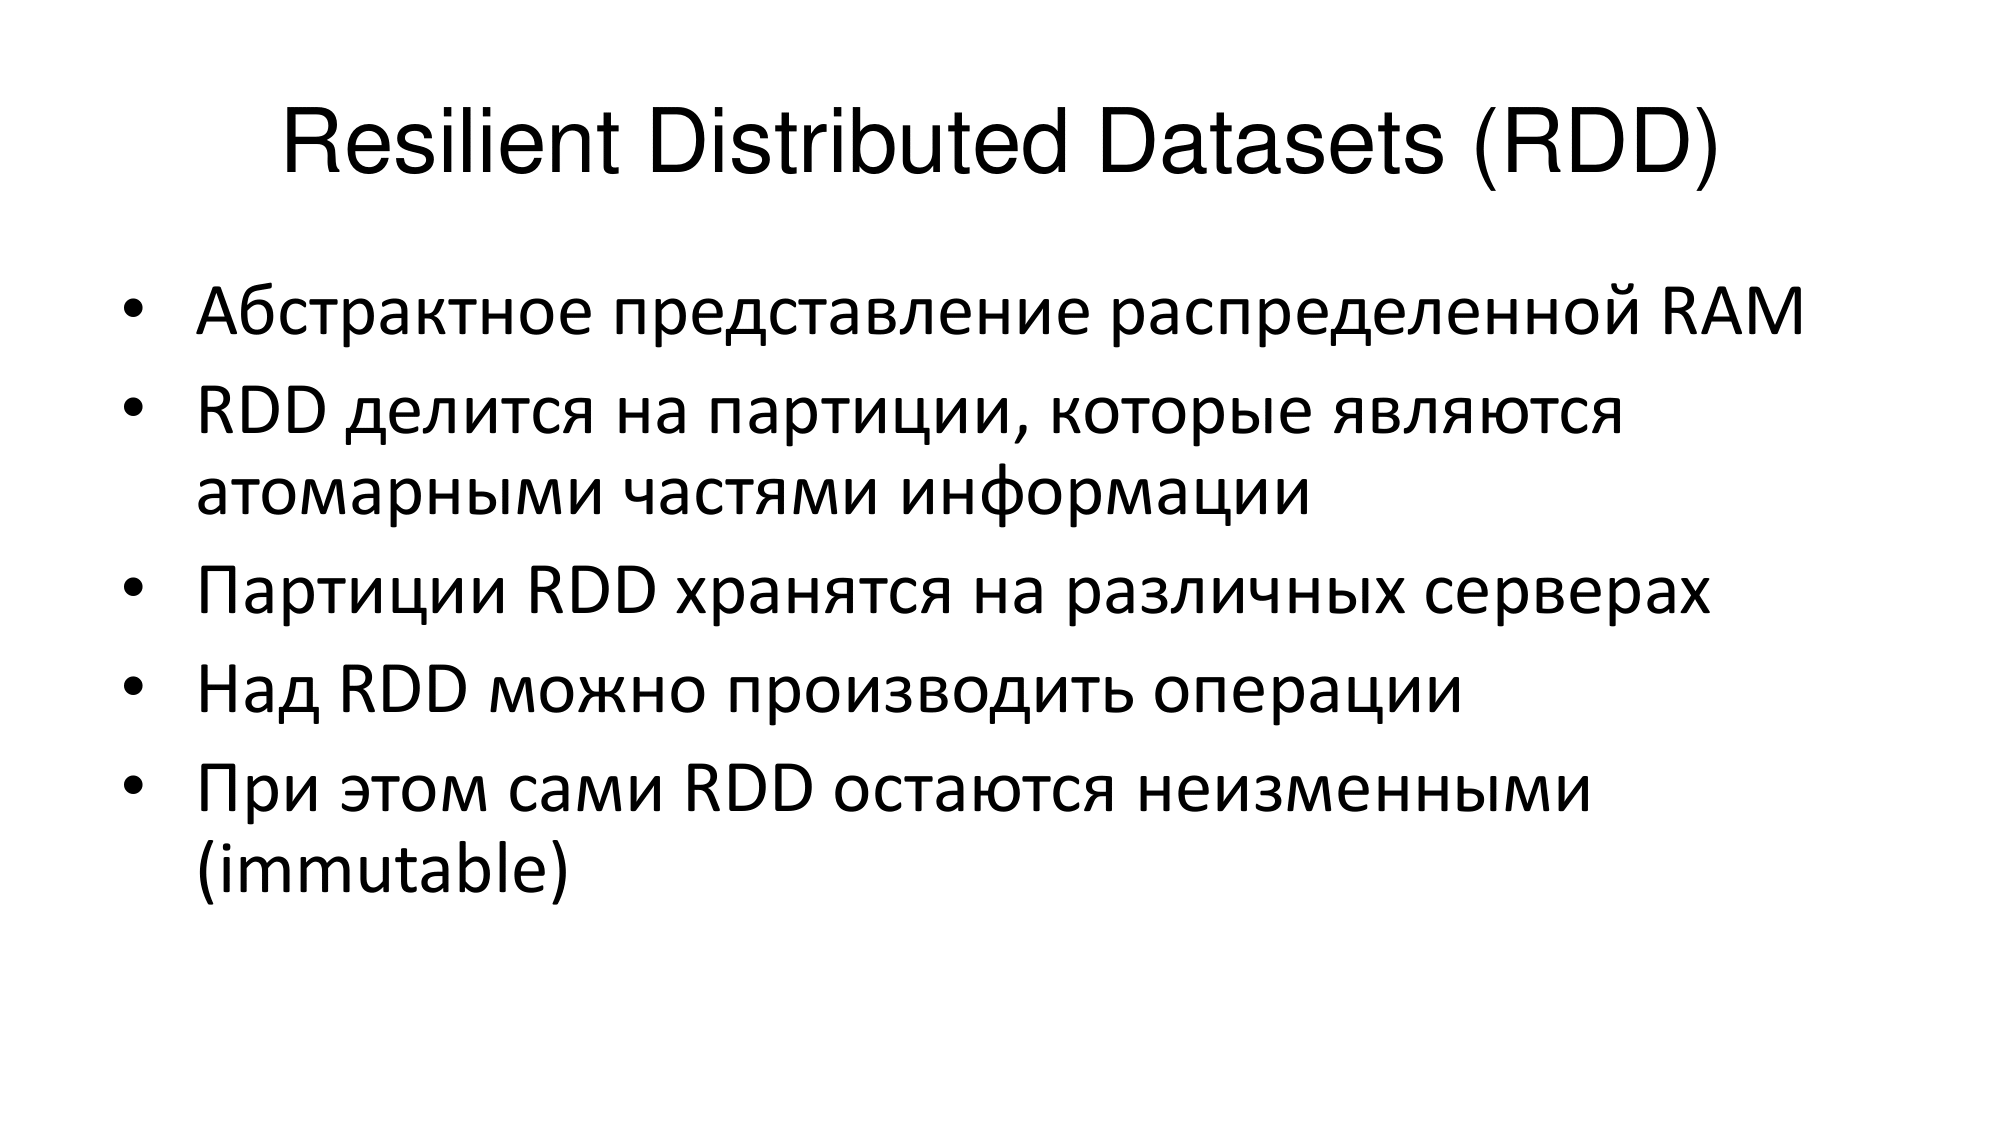 Resilient Distributed Datasets (RDD)
• Абстрактное представление распределенной RAM
• RDD делится на партиции, которые являются
атомарными частями информации
• Партиции RDD хранятся на различных серверах
• Над RDD можно производить операции
• При этом сами RDD остаются неизменными
(immutable)